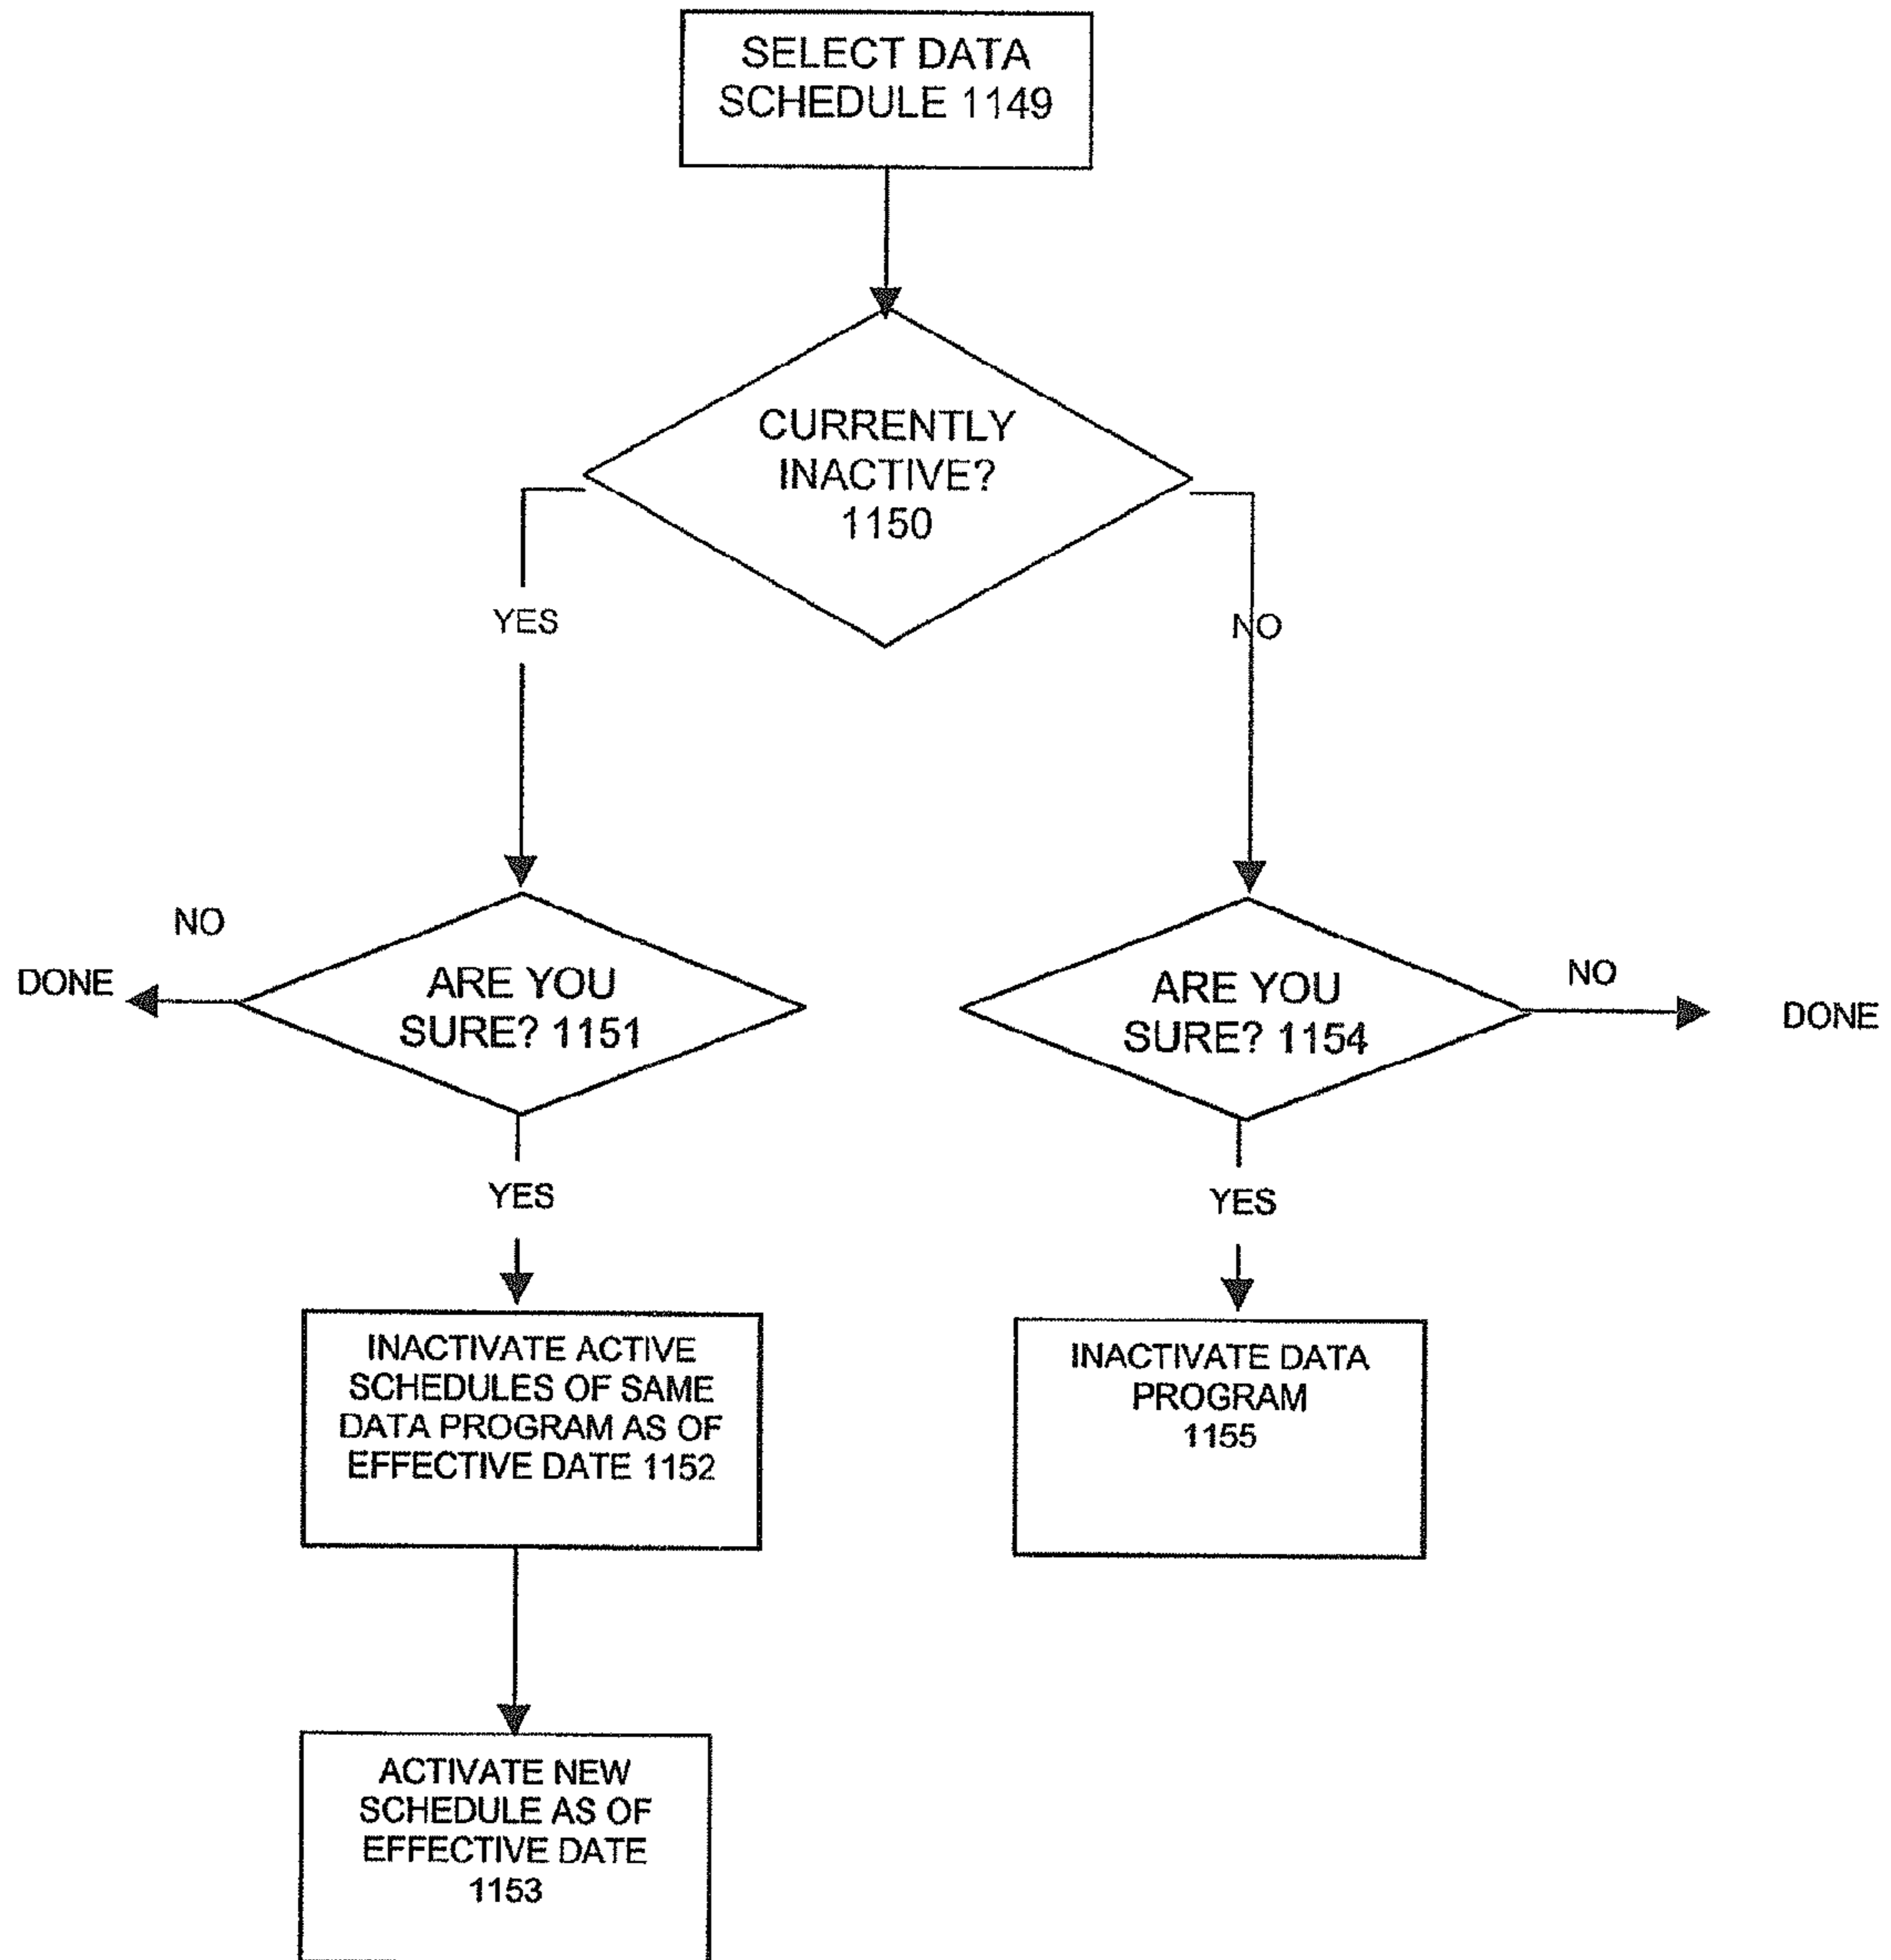 SELECT DATA
SCHEDULE 1149
CURRENTLY
INACTIVE?
1150
YES
NO
NO
DONE
ARE YOU
SURE? 1151
ARE YOU
SURE? 1154
NO
DONE
YES
YES
INACTIVATE ACTIVE
SCHEDULES OF SAME
DATA PROGRAM AS OF
EFFECTIVE DATE 1152
INACTIVATE DATA
PROGRAM
1155
ACTIVATE NEW
SCHEDULE AS OF
EFFECTIVE DATE
1153